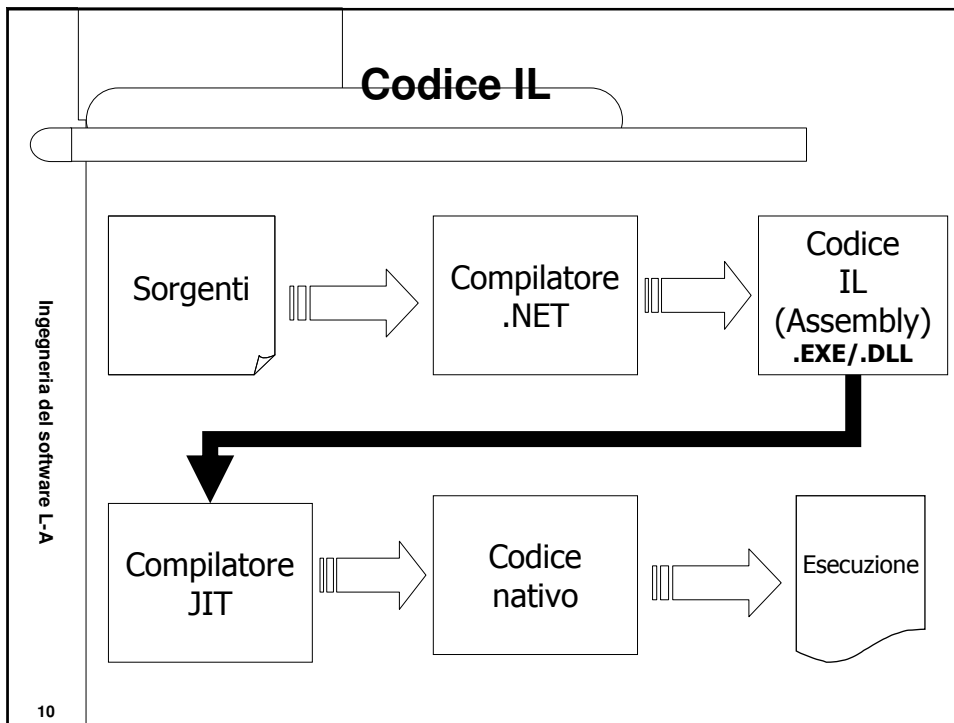 Codice IL
Sorgenti
Compilatore
.NET
Codice
IL
(Assembly)
.EXE/.DLL
Compilatore
JIT
Codice
nativo
Esecuzione
Ingegneria del software L-A
10